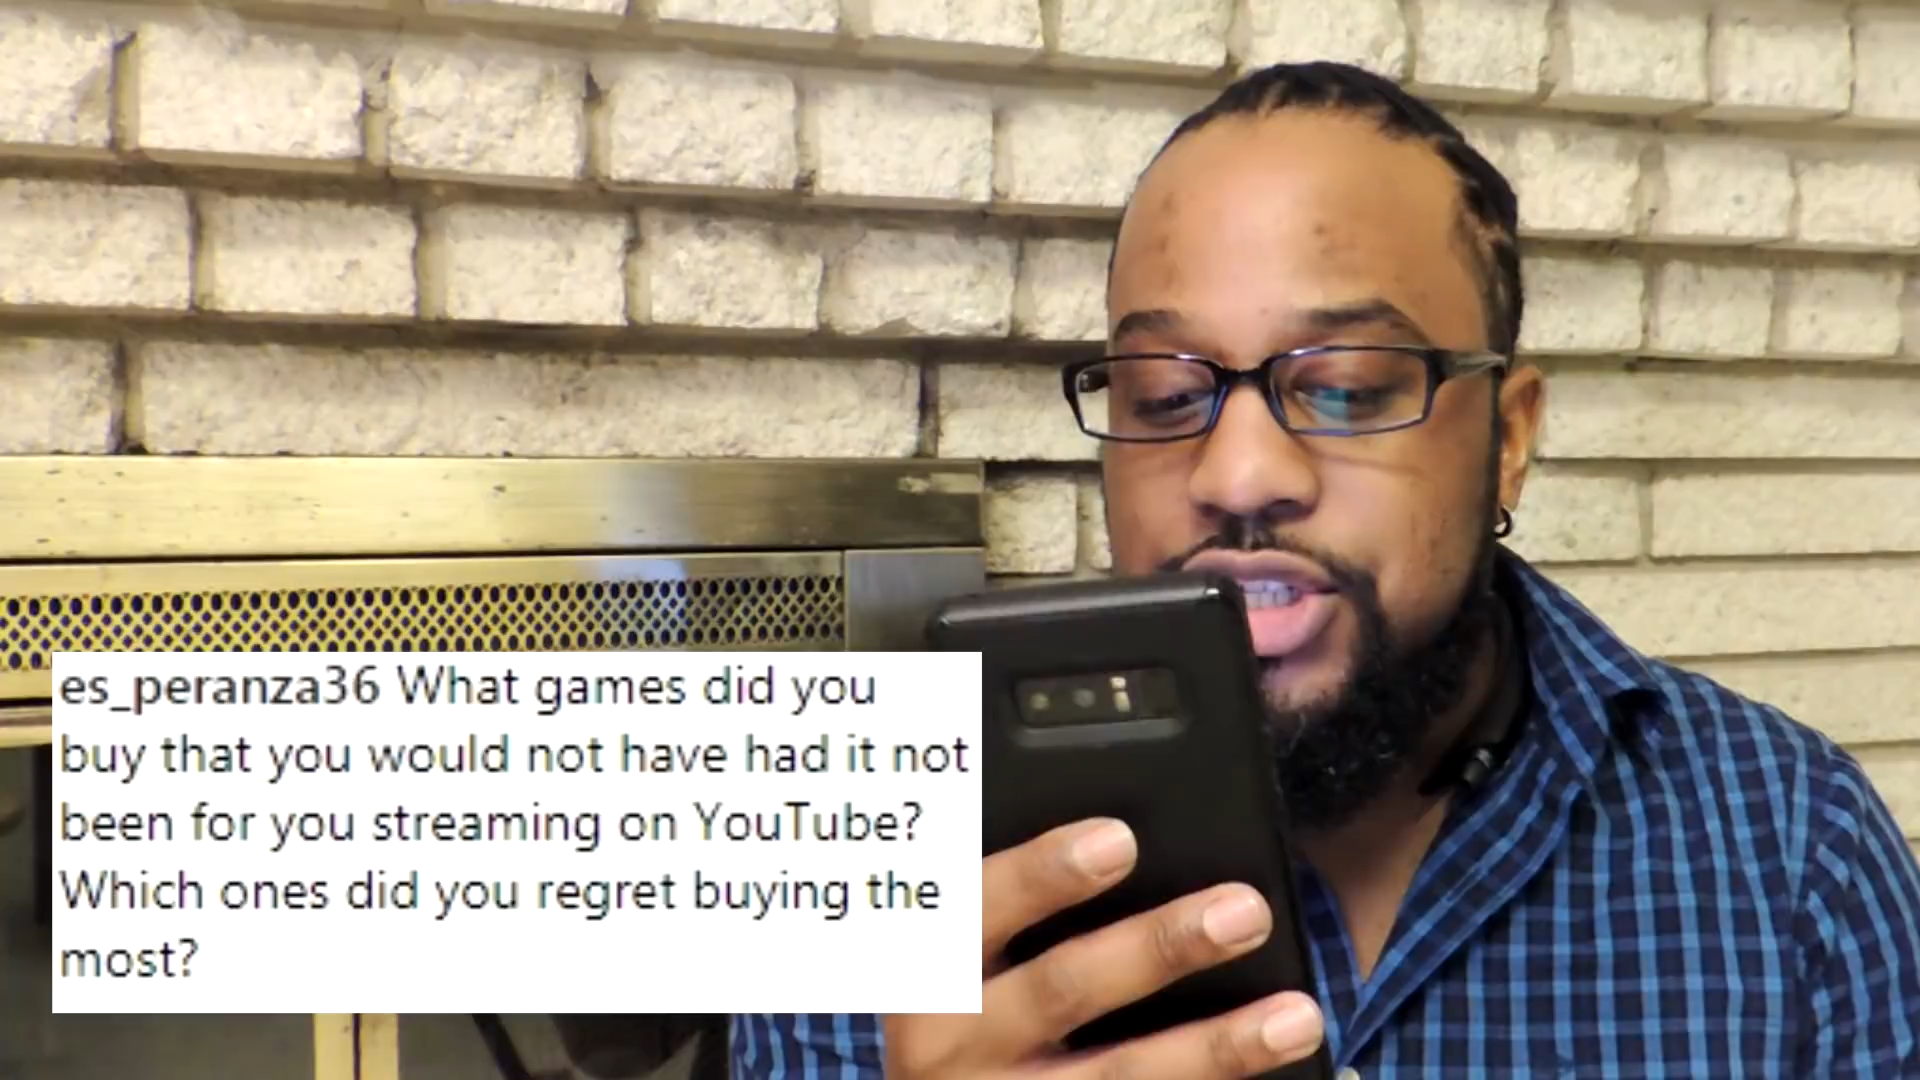 es_peranza36 What games did you
buy that you would not have had it not
been for you streaming on YouTube?
Which ones did you regret buying the
most?